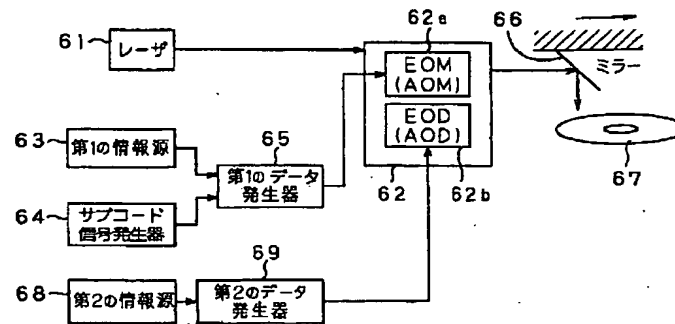 61
レーザ
62a
EOM
(AOM)
EOD
(AOD)
62
62b
66
ミラー
67
63
第1の情報源
64
サブコード
信号発生器
65
第1のデータ
発生器
68
第2の情報源
69
第2のデータ
発生器